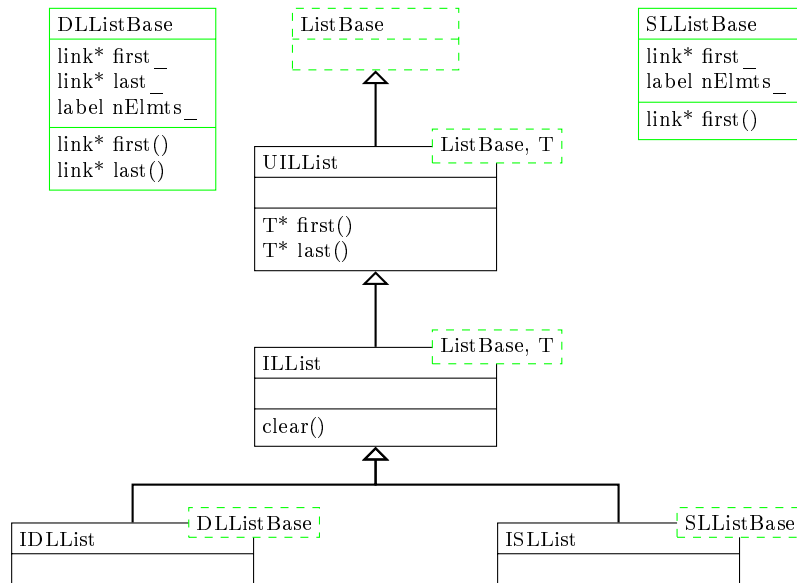 DLListBase
link* first_
link* last_
label nElmts_
link* first()
link* last()
ListBase
SLListBase
link* first_
label nElmts_
link* first()
ListBase, T
UILList
T* first()
T* last()
ListBase, T
ILList
clear()
DLListBase
IDLList
SLListBase
ISLList